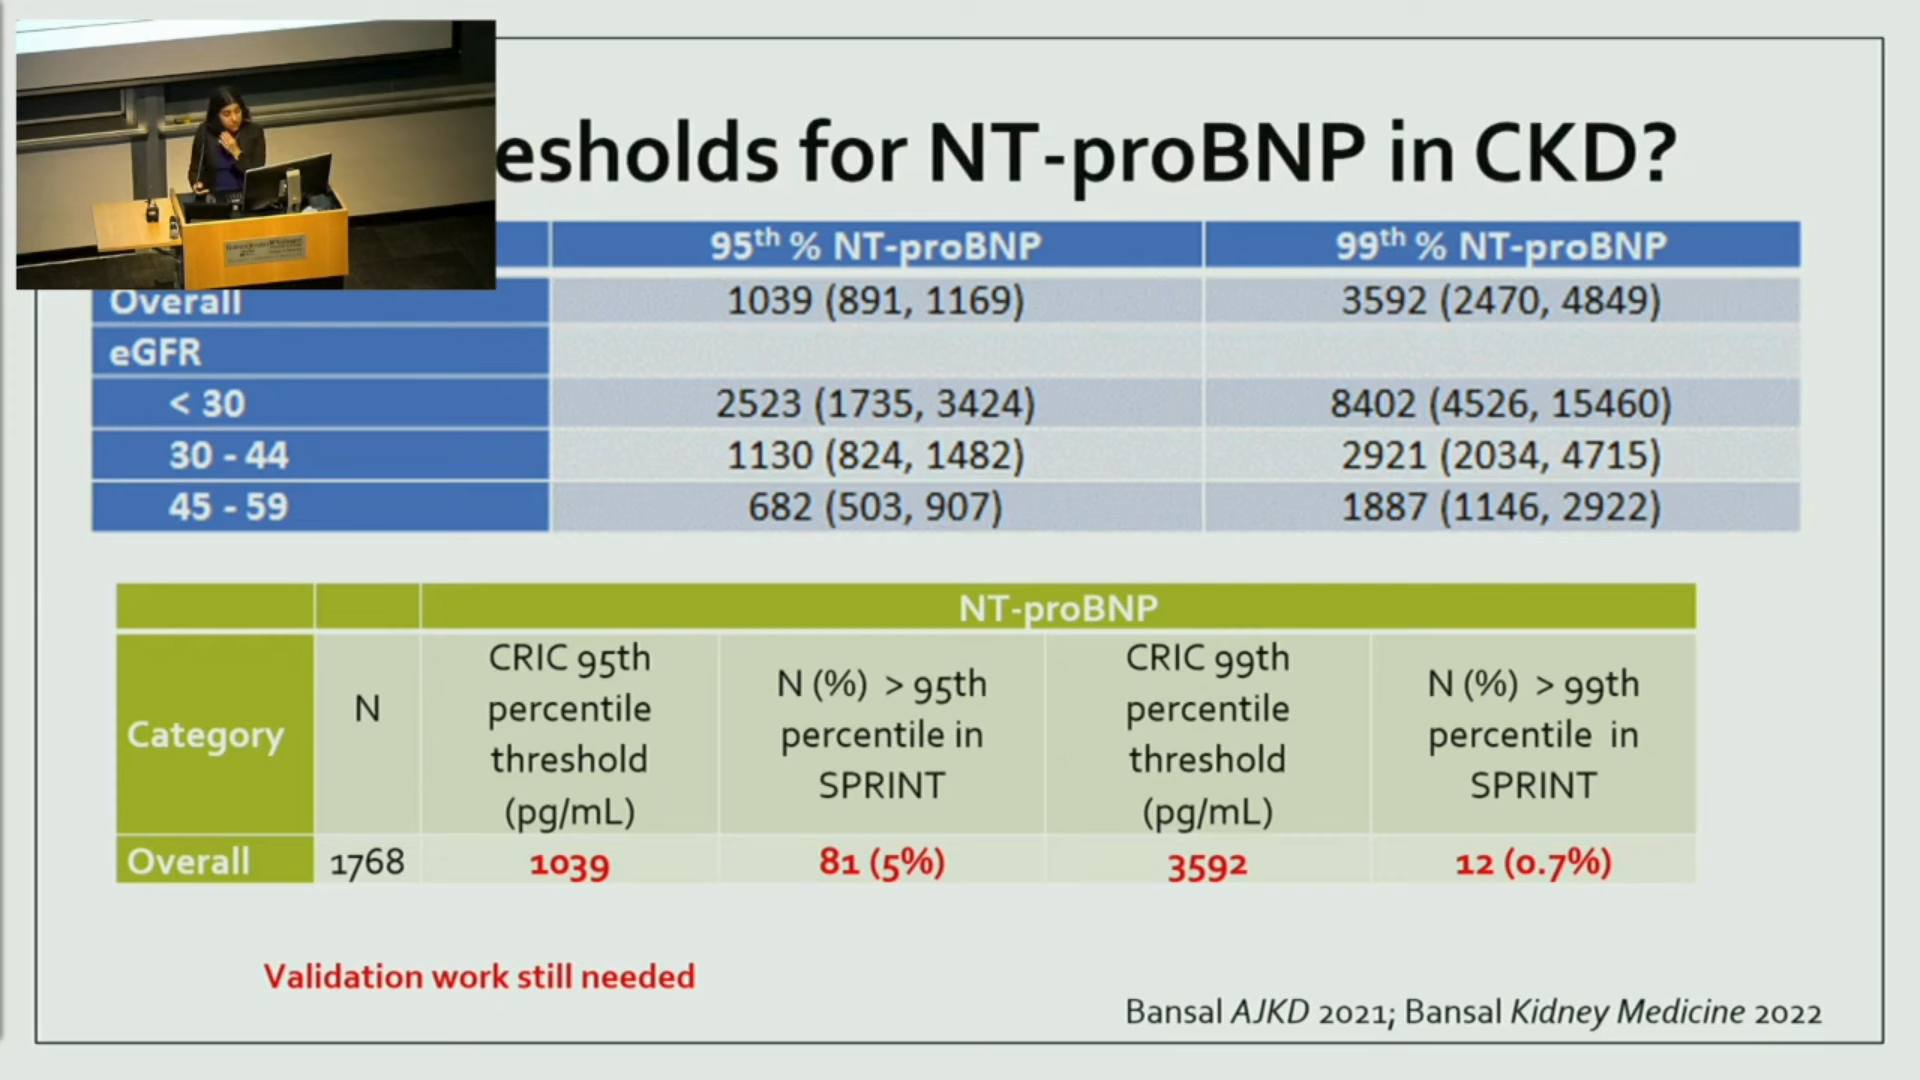 esholds for NT-proBNP in CKD?
95th % NT-proBNP 99th % NT-proBNP
Overall 1039 (891, 1169) 3592 (2470, 4849)
eGFR
< 30 2523 (1735, 3424) 8402 (4526, 15460)
30 - 44 1130 (824, 1482) 2921 (2034, 4715)
45 - 59 682 (503, 907) 1887 (1146, 2922)
NT-proBNP
Category N CRIC 95th percentile threshold (pg/mL) N (%) > 95th percentile in SPRINT CRIC 99th percentile threshold (pg/mL) N (%) > 99th percentile in SPRINT
Overall 1768 1039 81 (5%) 3592 12 (0.7%)
Validation work still needed
Bansal AJKD 2021; Bansal Kidney Medicine 2022